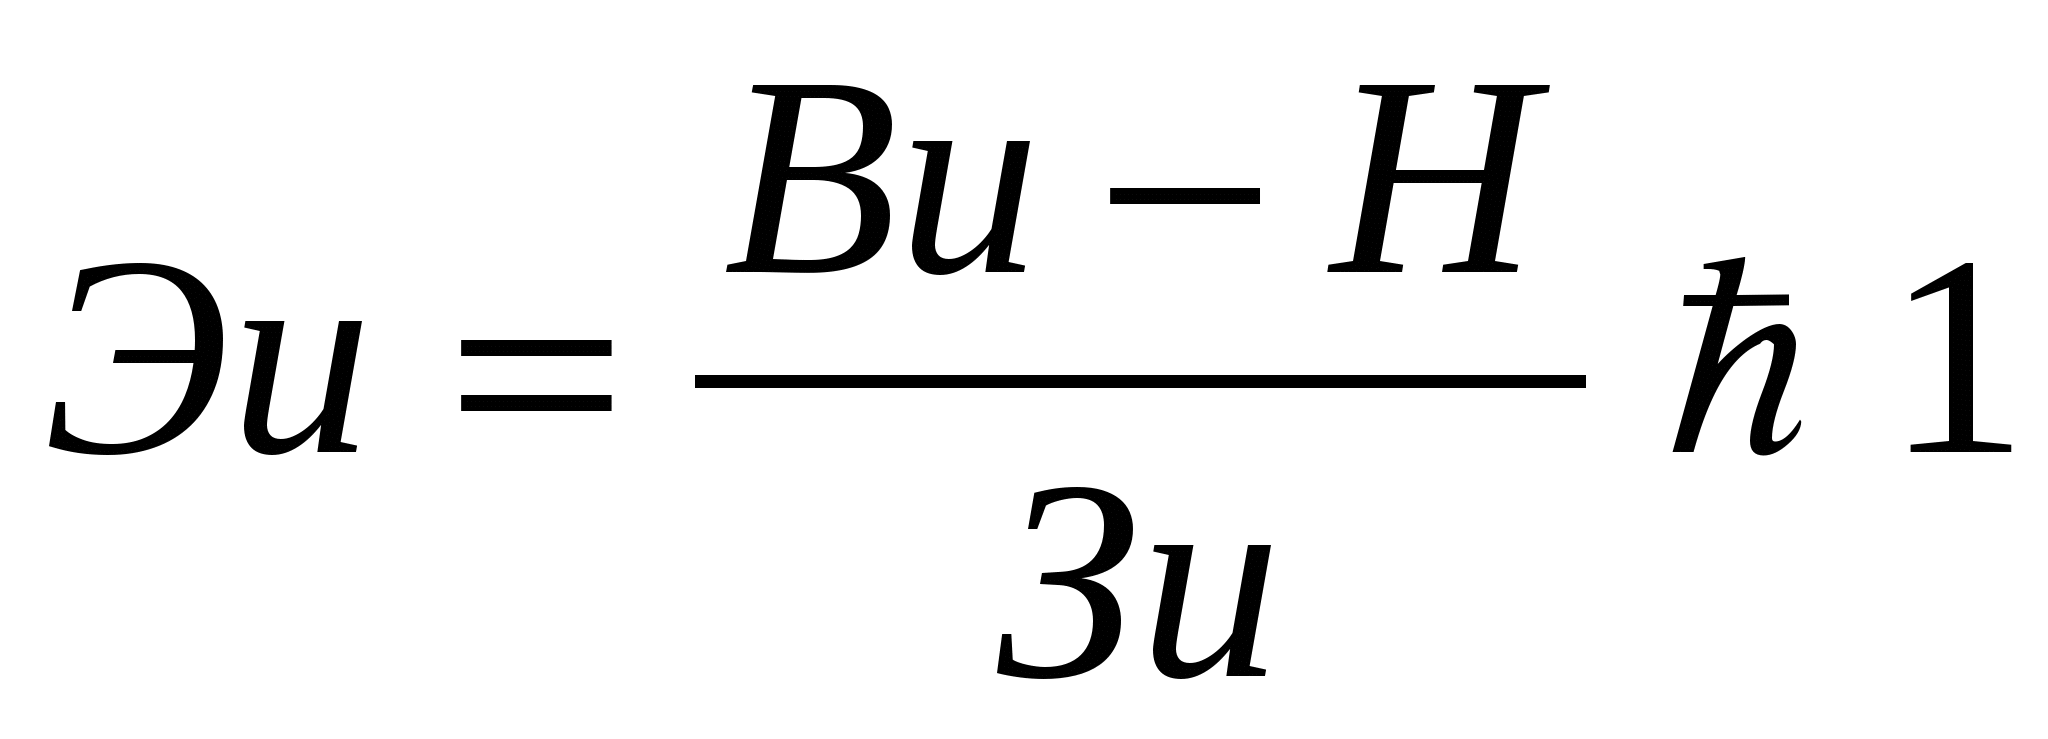 Эи = (Ви − Н) / Зи ℏ 1